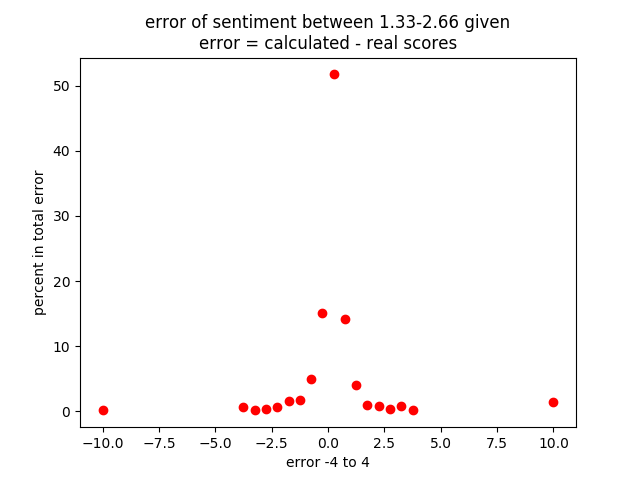 error of sentiment between 1.33-2.66 given
error = calculated - real scores
percent in total error
50
40
30
20
10
0
−10.0 −7.5 −5.0 −2.5 0.0 2.5 5.0 7.5 10.0
error -4 to 4